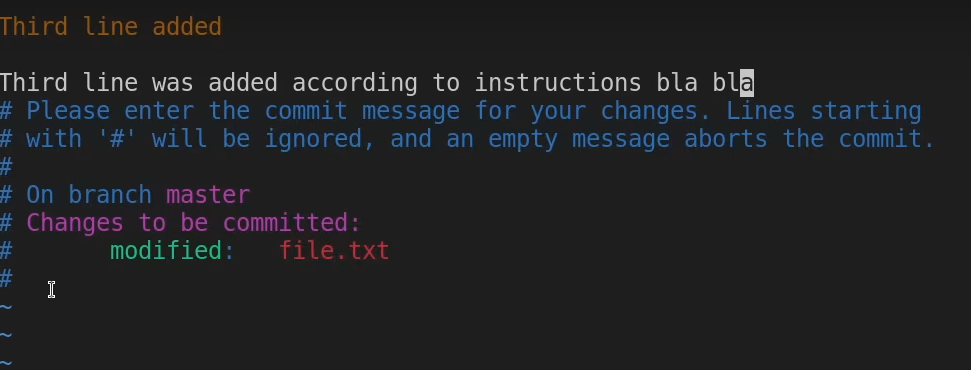 Third line added

Third line was added according to instructions bla bla
# Please enter the commit message for your changes. Lines starting
# with '#' will be ignored, and an empty message aborts the commit.
#
# On branch master
# Changes to be committed:
#       modified:   file.txt
#
~
~
~